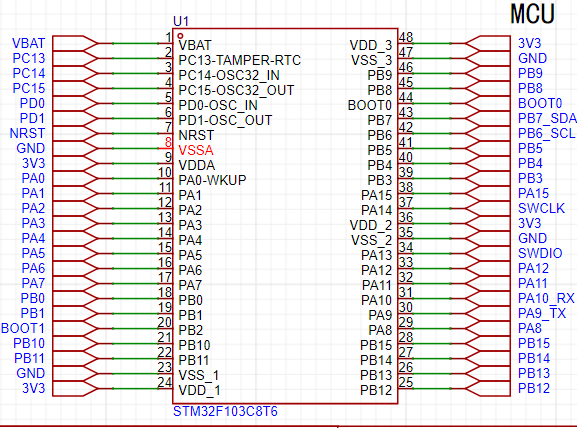 MCU
U1
VBAT 1 VBAT VDD_3 48 3V3
PC13 2 PC13-TAMPER-RTC VSS_3 47 GND
PC14 3 PC14-OSC32_IN PB9 46 PB9
PC15 4 PC15-OSC32_OUT PB8 45 PB8
PD0 5 PD0-OSC_IN BOOT0 44 BOOT0
PD1 6 PD1-OSC_OUT PB7 43 PB7_SDA
NRST 7 NRST PB6 42 PB6_SCL
GND 8 VSSA PB5 41 PB5
3V3 9 VDDA PB4 40 PB4
PA0 10 PA0-WKUP PB3 39 PB3
PA1 11 PA1 PA15 38 PA15
PA2 12 PA2 PA14 37 SWCLK
PA3 13 PA3 VDD_2 36 3V3
PA4 14 PA4 VSS_2 35 GND
PA5 15 PA5 PA13 34 SWDIO
PA6 16 PA6 PA12 33 PA12
PA7 17 PA7 PA11 32 PA11
PB0 18 PB0 PA10 31 PA10_RX
PB1 19 PB1 PA9 30 PA9_TX
BOOT1 20 PB2 PA8 29 PA8
PB10 21 PB10 PB15 28 PB15
PB11 22 PB11 PB14 27 PB14
GND 23 VSS_1 PB13 26 PB13
3V3 24 VDD_1 PB12 25 PB12
STM32F103C8T6